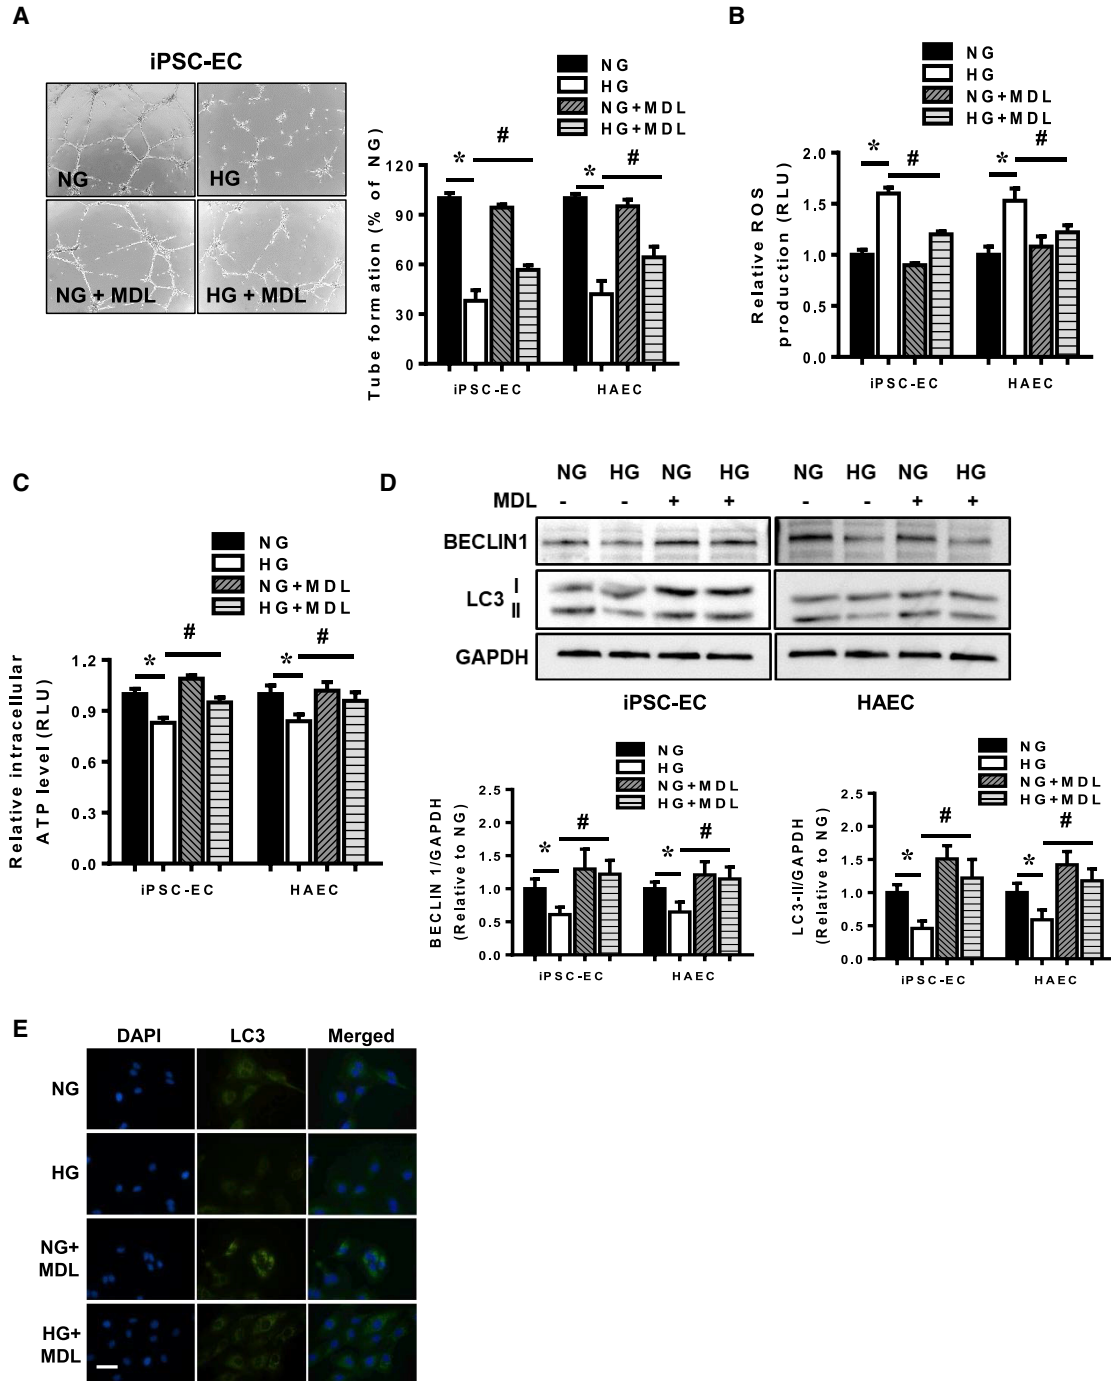 A
iPSC-EC
NG
HG
NG + MDL
HG + MDL
NG
HG
NG+MDL
HG+MDL
Tube formation (% of NG)
120
90
60
30
0
*
#
*
#
iPSC-EC
HAEC
B
NG
HG
NG+MDL
HG+MDL
Relative ROS
production (RLU)
2.0
1.5
1.0
0.5
0.0
*
#
*
#
iPSC-EC
HAEC
C
NG
HG
NG+MDL
HG+MDL
Relative intracellular
ATP level (RLU)
1.2
0.9
0.6
0.3
0.0
*
#
*
#
iPSC-EC
HAEC
D
NG HG NG HG NG HG NG HG
MDL - - + + - - + +
BECLIN1
LC3 I
II
GAPDH
iPSC-EC
HAEC
NG
HG
NG+MDL
HG+MDL
BECLIN 1/GAPDH
(Relative to NG)
2.5
2.0
1.5
1.0
0.5
0.0
*
#
*
#
iPSC-EC
HAEC
NG
HG
NG+MDL
HG+MDL
LC3-II/GAPDH
(Relative to NG)
2.5
2.0
1.5
1.0
0.5
0.0
*
#
*
#
iPSC-EC
HAEC
E
DAPI LC3 Merged
NG
HG
NG+
MDL
HG+
MDL